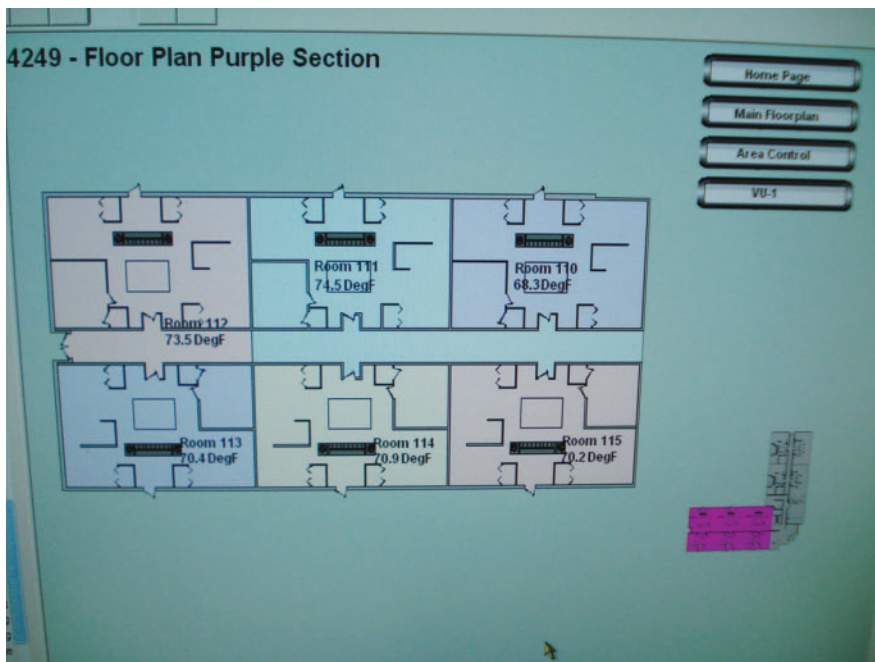 4249 - Floor Plan Purple Section
Home Page
Main Floorplan
Area Control
VU-1
Room 111
74.5 DegF
Room 110
68.3DegF
Room 112
73.5 DegF
Room 113
70.4 DegF
Room 114
70.9 DegF
Room 115
70.2 DegF